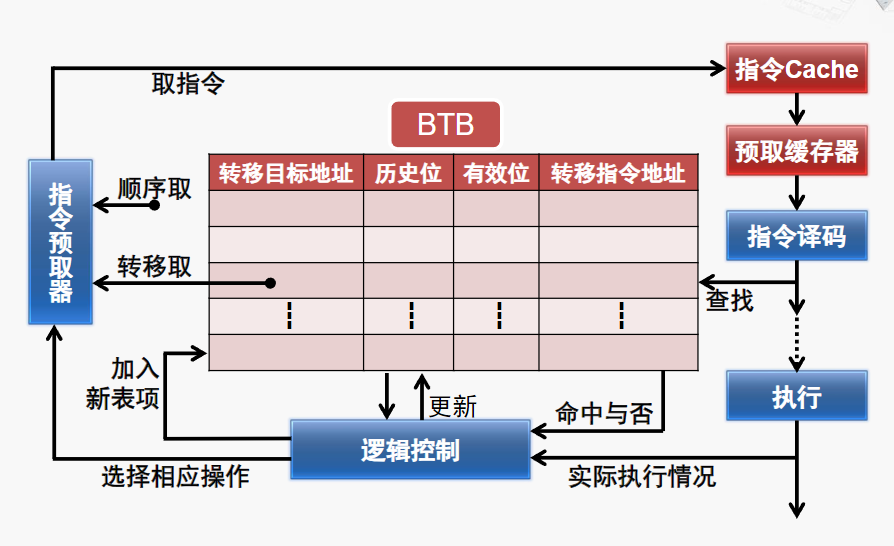 取指令
指令Cache
BTB
预取缓存器
转移目标地址 历史位 有效位 转移指令地址
指令预取器
顺序取
指令译码
转移取
查找
加入
新表项
执行
更新
命中与否
逻辑控制
选择相应操作
实际执行情况